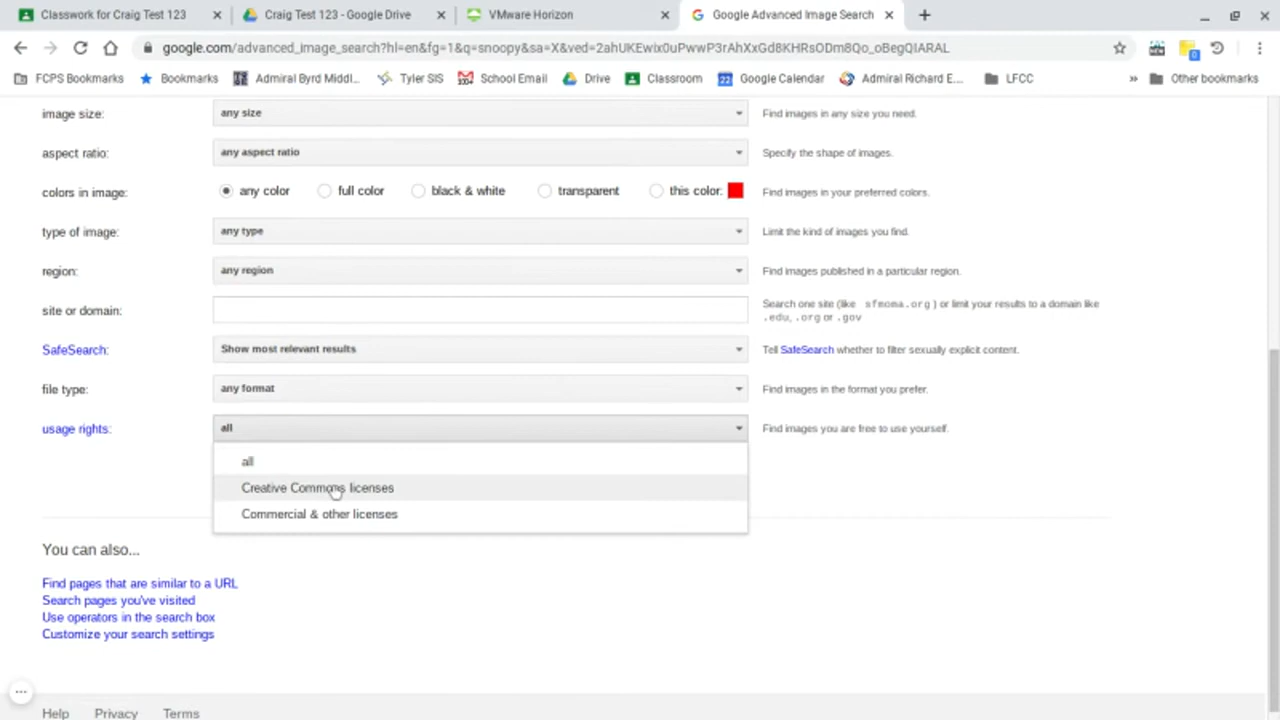 Classwork for Craig Test 123
Craig Test 123 - Google Drive
VMware Horizon
Google Advanced Image Search
google.com/advanced_image_search?hl=en&fg=1&q=snoopy&sa=X&ved=2ahUKEwix0uPwwP3rAhXxGd8KHRsODm8Qo_oBegQIARAL
FCPS Bookmarks
Bookmarks
Admiral Byrd Middl...
Tyler SIS
School Email
Drive
Classroom
Google Calendar
Admiral Richard E...
LFCC
Other bookmarks
image size:
any size
Find images in any size you need.
aspect ratio:
any aspect ratio
Specify the shape of images.
colors in image:
any color
full color
black & white
transparent
this color:
Find images in your preferred colors.
type of image:
any type
Limit the kind of images you find.
region:
any region
Find images published in a particular region.
site or domain:
Search one site (like sfmoma.org ) or limit your results to a domain like
.edu, .org or .gov
SafeSearch:
Show most relevant results
Tell SafeSearch whether to filter sexually explicit content.
file type:
any format
Find images in the format you prefer.
usage rights:
all
Find images you are free to use yourself.
all
Creative Commons licenses
Commercial & other licenses
You can also...
Find pages that are similar to a URL
Search pages you've visited
Use operators in the search box
Customize your search settings
Help
Privacy
Terms